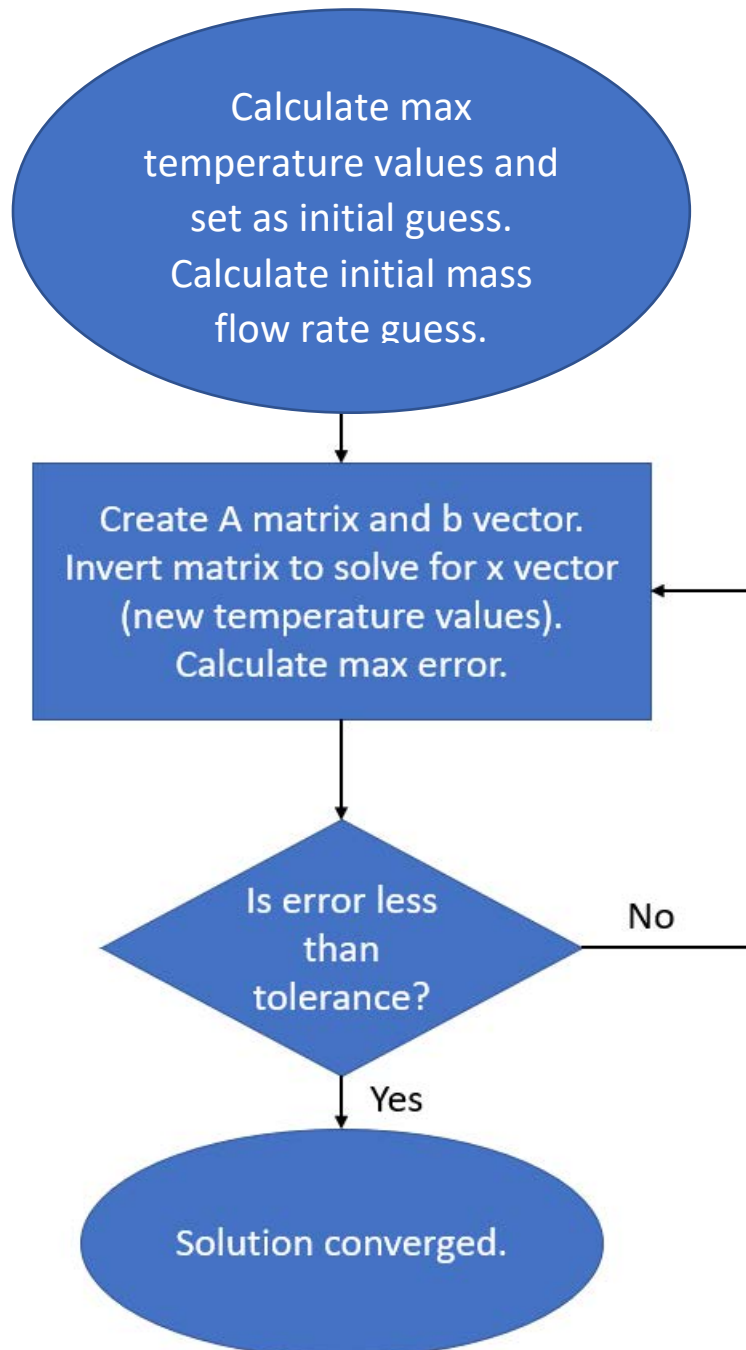 Calculate max
temperature values and
set as initial guess.
Calculate initial mass
flow rate guess.
Create A matrix and b vector.
Invert matrix to solve for x vector
(new temperature values).
Calculate max error.
Is error less
than
tolerance?
No
Yes
Solution converged.